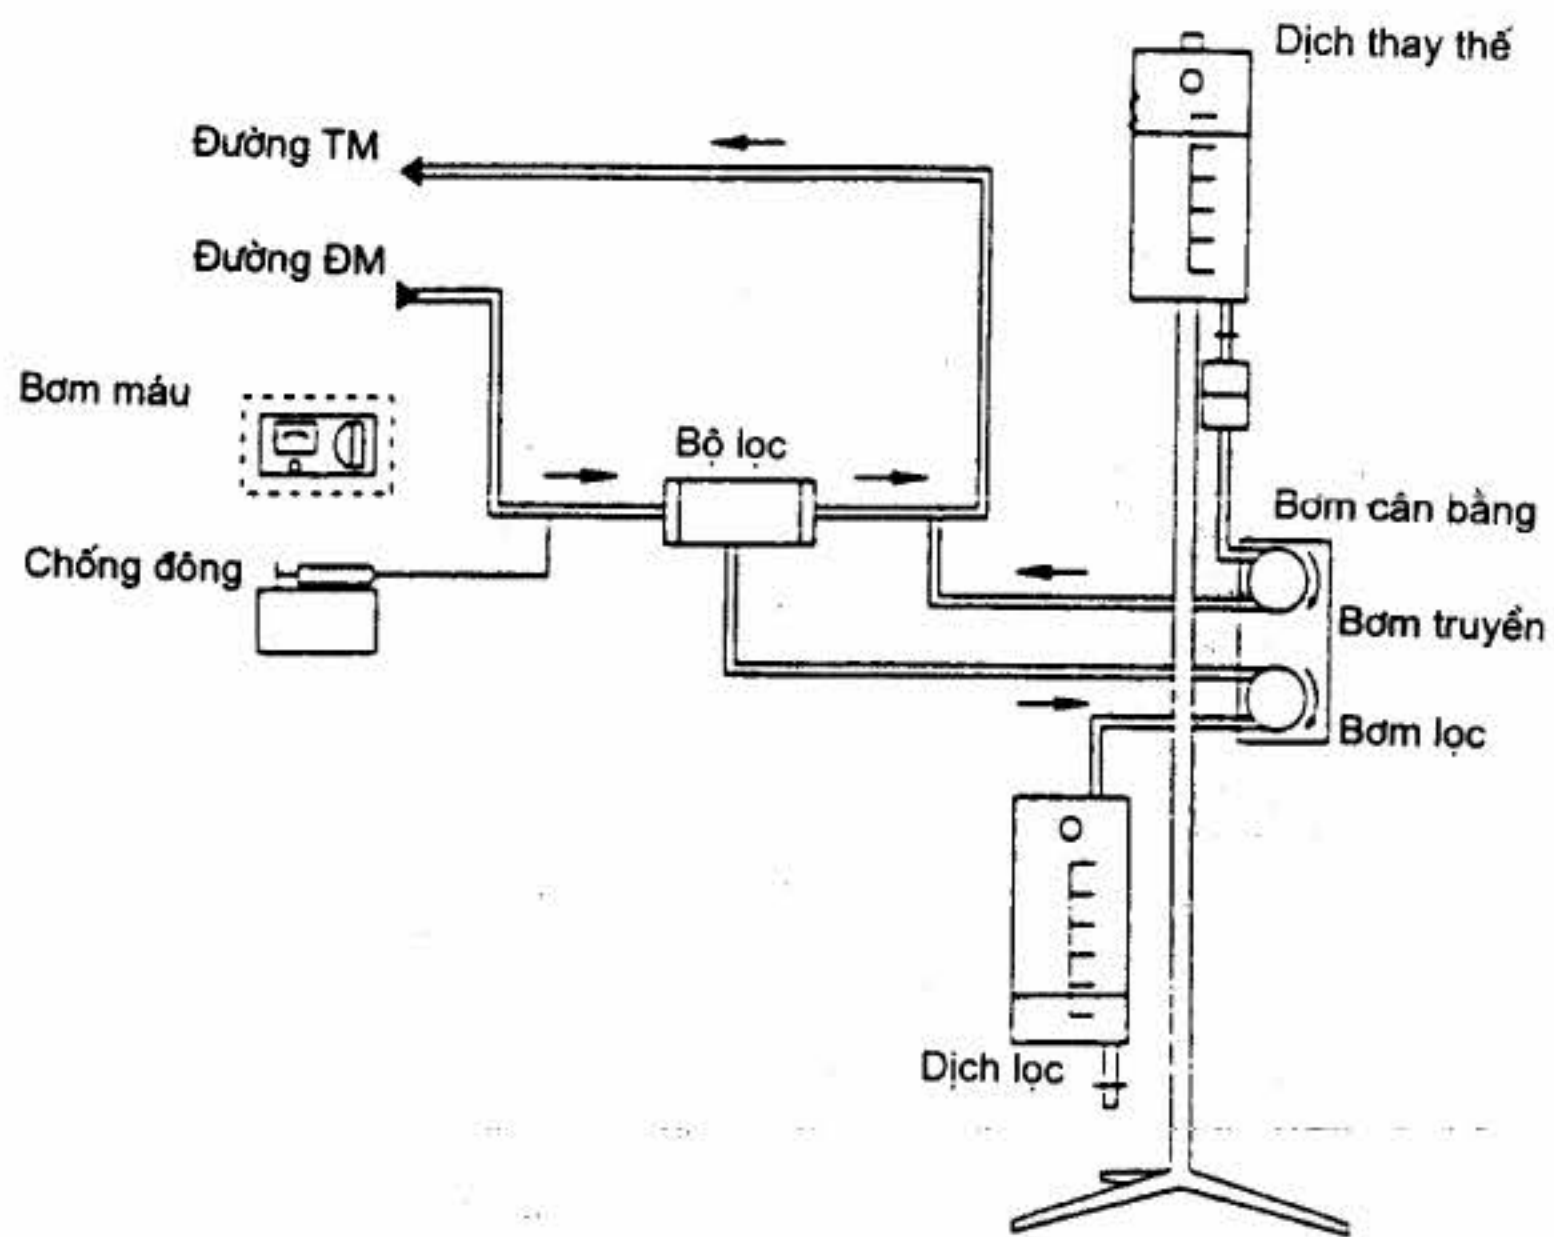 Dịch thay thế
Đường TM
Đường ĐM
Bơm máu
Bộ lọc
Bơm cân bằng
Chống đông
Bơm truyền
Bơm lọc
Dịch lọc